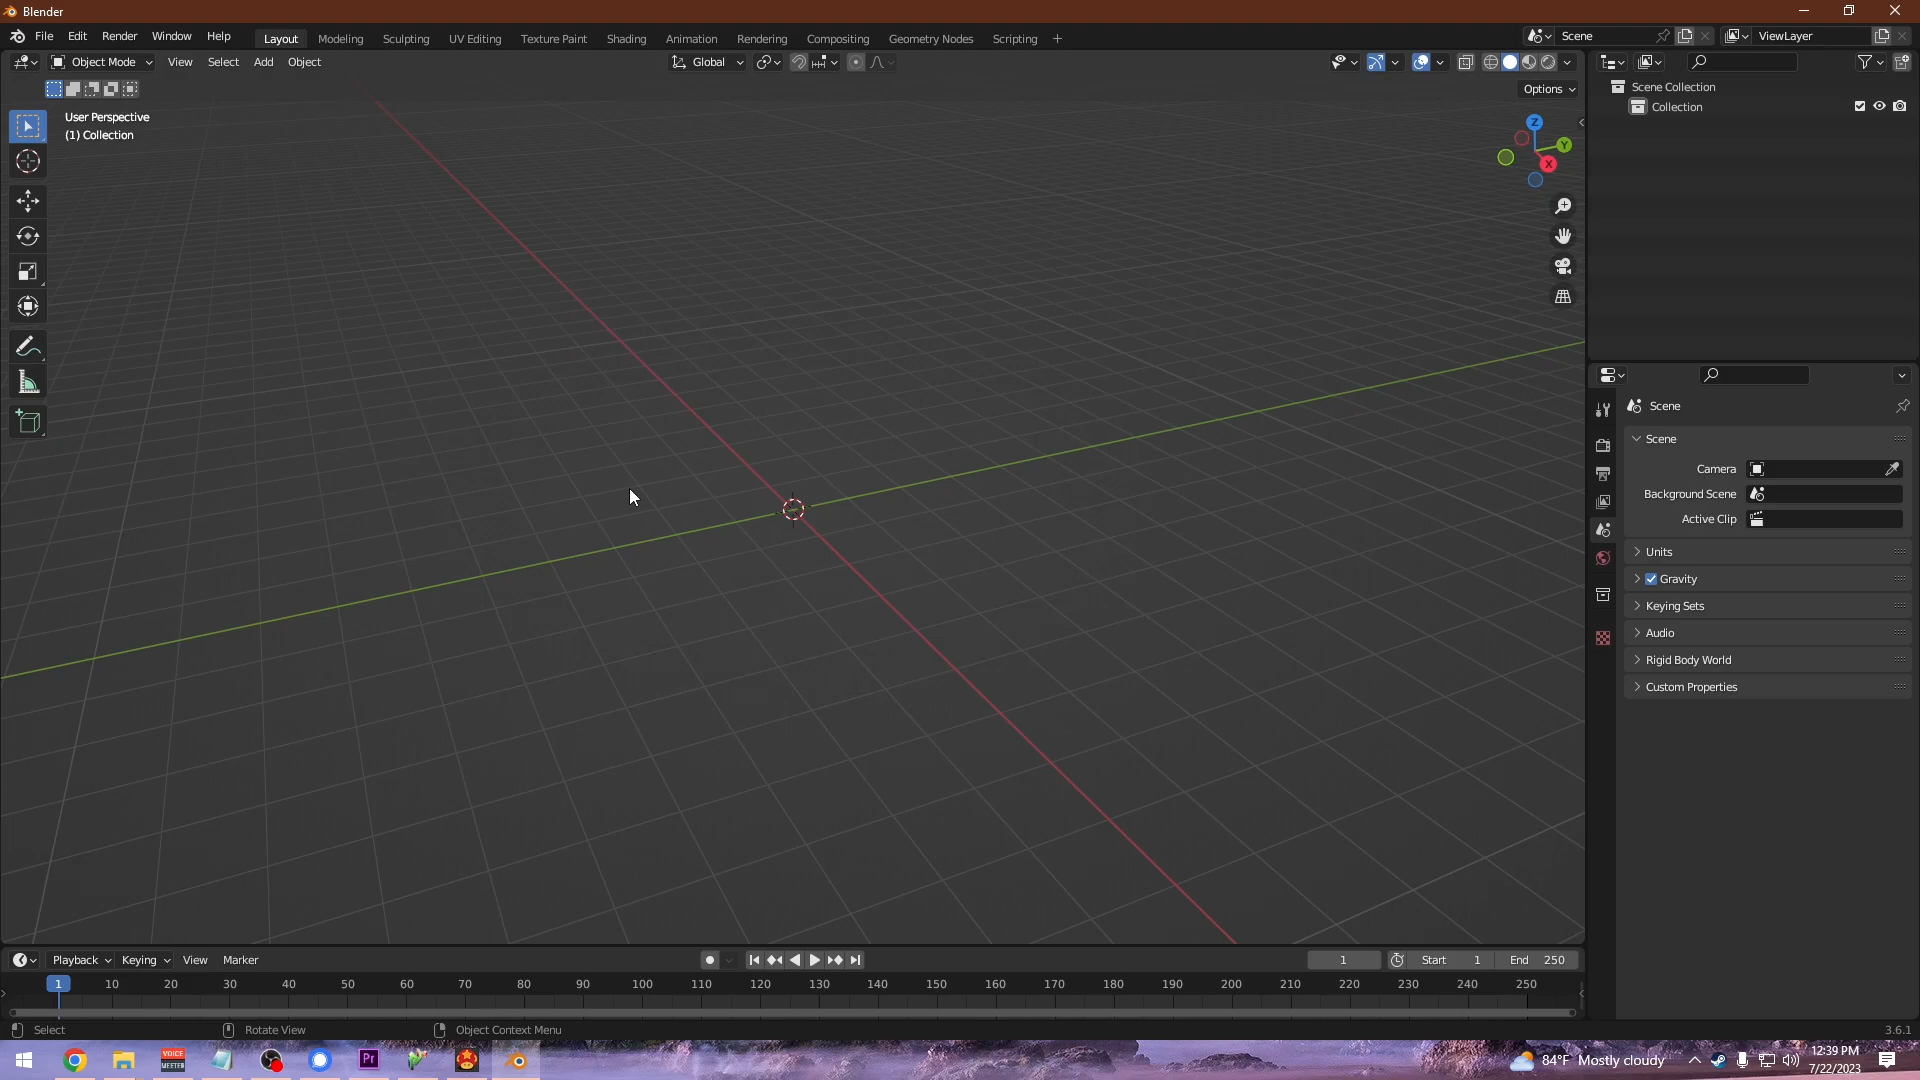 Blender
File Edit Render Window Help Layout Modeling Sculpting UV Editing Texture Paint Shading Animation Rendering Compositing Geometry Nodes Scripting + Scene ViewLayer
Object Mode View Select Add Object Global
Options
User Perspective
(1) Collection
Z
Y
X
Scene Collection
Collection
Scene
Scene
Camera
Background Scene
Active Clip
Units
Gravity
Keying Sets
Audio
Rigid Body World
Custom Properties
Playback Keying View Marker 1 Start 1 End 250
1 10 20 30 40 50 60 70 80 90 100 110 120 130 140 150 160 170 180 190 200 210 220 230 240 250
Select Rotate View Object Context Menu 3.6.1
VOICE
MEETER
Pr
84°F Mostly cloudy
12:39 PM
7/22/2023